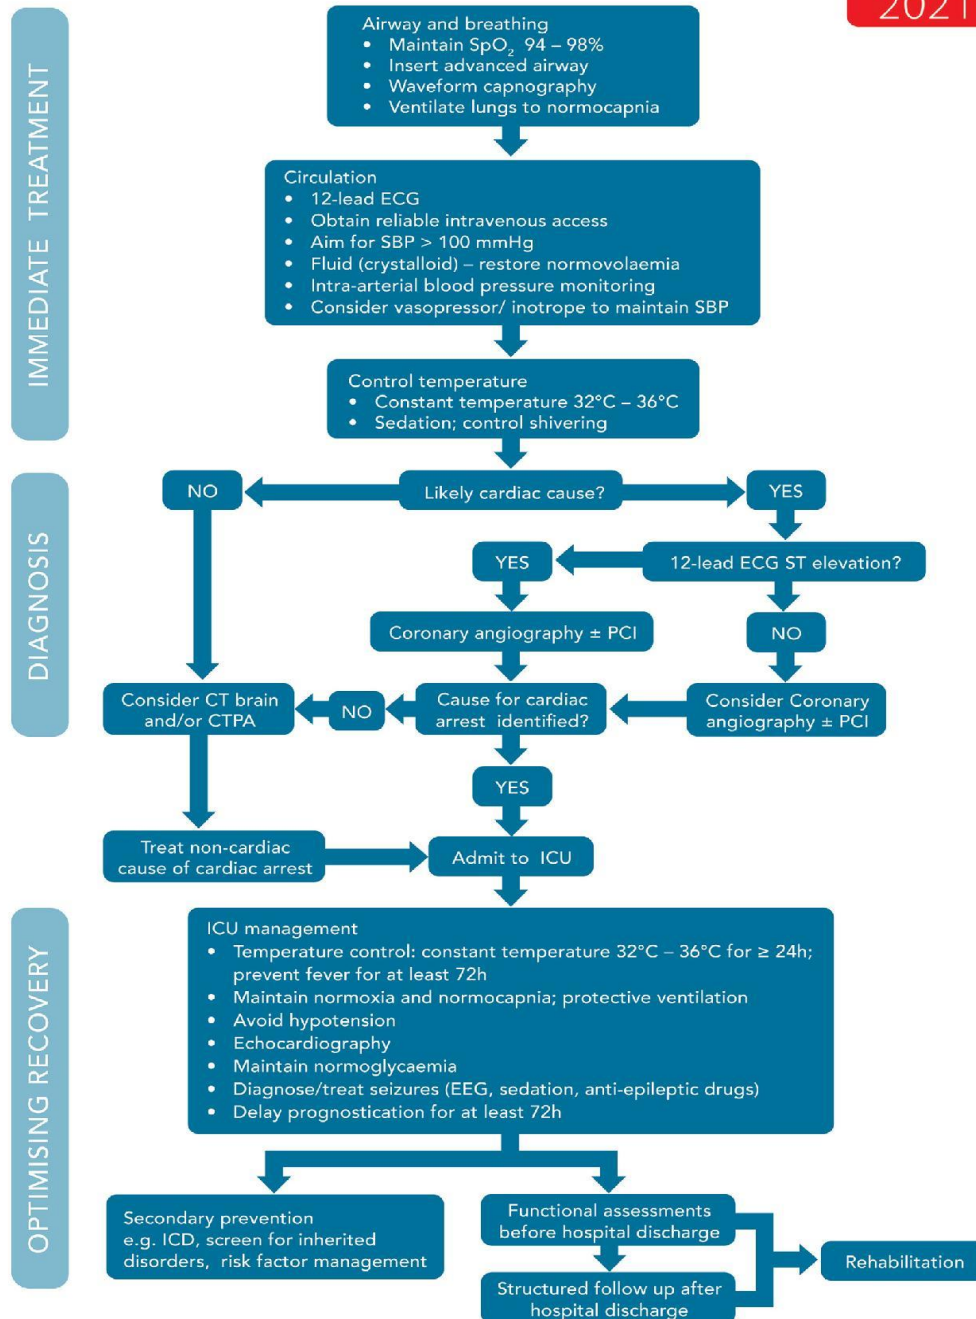 2021
IMMEDIATE TREATMENT
Airway and breathing
• Maintain SpO₂ 94 – 98%
• Insert advanced airway
• Waveform capnography
• Ventilate lungs to normocapnia
Circulation
• 12-lead ECG
• Obtain reliable intravenous access
• Aim for SBP > 100 mmHg
• Fluid (crystalloid) – restore normovolaemia
• Intra-arterial blood pressure monitoring
• Consider vasopressor/ inotrope to maintain SBP
Control temperature
• Constant temperature 32°C – 36°C
• Sedation; control shivering
DIAGNOSIS
NO
Likely cardiac cause?
YES
YES
12-lead ECG ST elevation?
Coronary angiography ± PCI
NO
Consider CT brain
and/or CTPA
NO
Cause for cardiac
arrest identified?
Consider Coronary
angiography ± PCI
YES
Treat non-cardiac
cause of cardiac arrest
Admit to ICU
OPTIMISING RECOVERY
ICU management
• Temperature control: constant temperature 32°C – 36°C for ≥ 24h;
prevent fever for at least 72h
• Maintain normoxia and normocapnia; protective ventilation
• Avoid hypotension
• Echocardiography
• Maintain normoglycaemia
• Diagnose/treat seizures (EEG, sedation, anti-epileptic drugs)
• Delay prognostication for at least 72h
Secondary prevention
e.g. ICD, screen for inherited
disorders, risk factor management
Functional assessments
before hospital discharge
Structured follow up after
hospital discharge
Rehabilitation